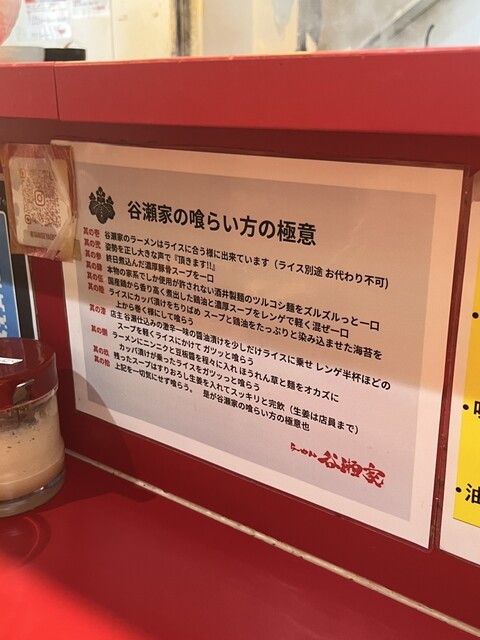 谷瀬家の喰らい方の極意
其の壱 谷瀬家のラーメンはライスに合う様に出来ています（ライス別途 お代わり不可）
其の弐 姿勢を正し大きな声で『頂きます!!』
其の参 終日煮込んだ濃厚豚骨スープを一口
其の四 本物の家系でしか使用が許されない酒井製麺のツルコシ麺をズルズルっと一口
其の伍 国産鶏から香り高く煮出した鶏油と濃厚スープをレンゲで軽く混ぜ一口
其の陸 ライスにカッパ漬けをちりばめ スープと鶏油をたっぷりと染み込ませた海苔を
上から巻く様にして喰らう
其の漆 店主 谷瀬仕込みの激辛一味の醤油漬けを少しだけライスに乗せ レンゲ半杯ほどの
スープを軽くライスにかけて ガツッと喰らう
其の捌 ラーメンにニンニクと豆板醤を程々に入れ ほうれん草と麺をオカズに
カッパ漬けが乗ったライスをガツッっと喰らう
其の玖 残ったスープはすりおろし生姜を入れてスッキリと完飲（生姜は店員まで）
其の拾 上記を一切気にせず喰らう。 是が谷瀬家の喰らい方の極意也
らーめん 谷瀬家
油